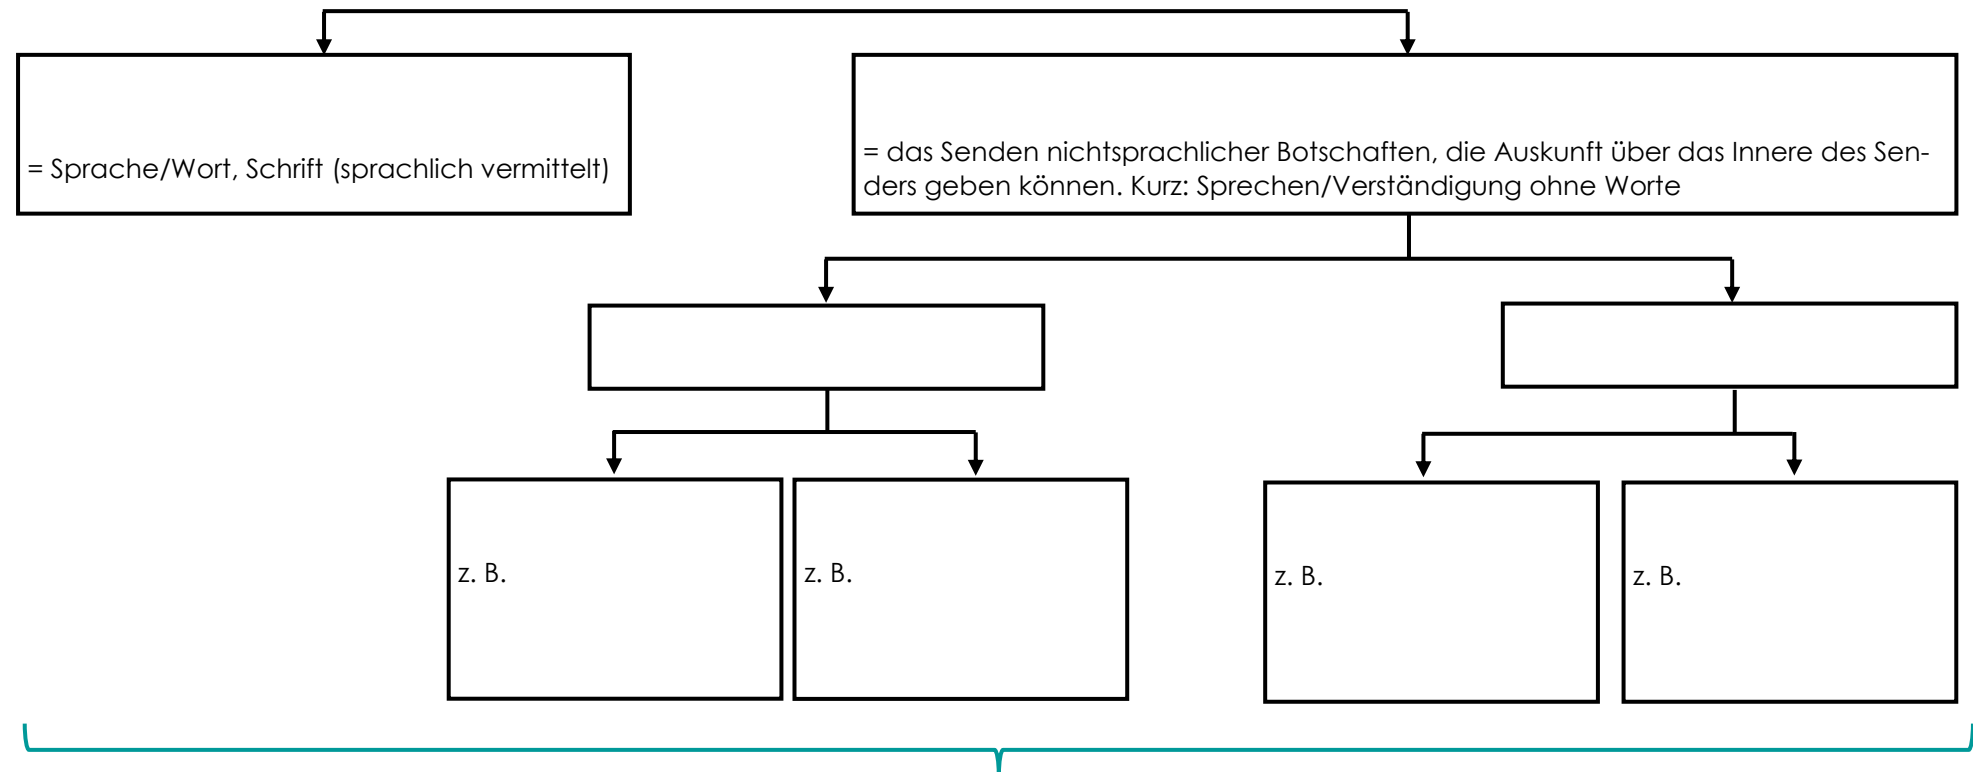 = Sprache/Wort, Schrift (sprachlich vermittelt)
= das Senden nichtsprachlicher Botschaften, die Auskunft über das Innere des Sen-
ders geben können. Kurz: Sprechen/Verständigung ohne Worte
z. B.
z. B.
z. B.
z. B.